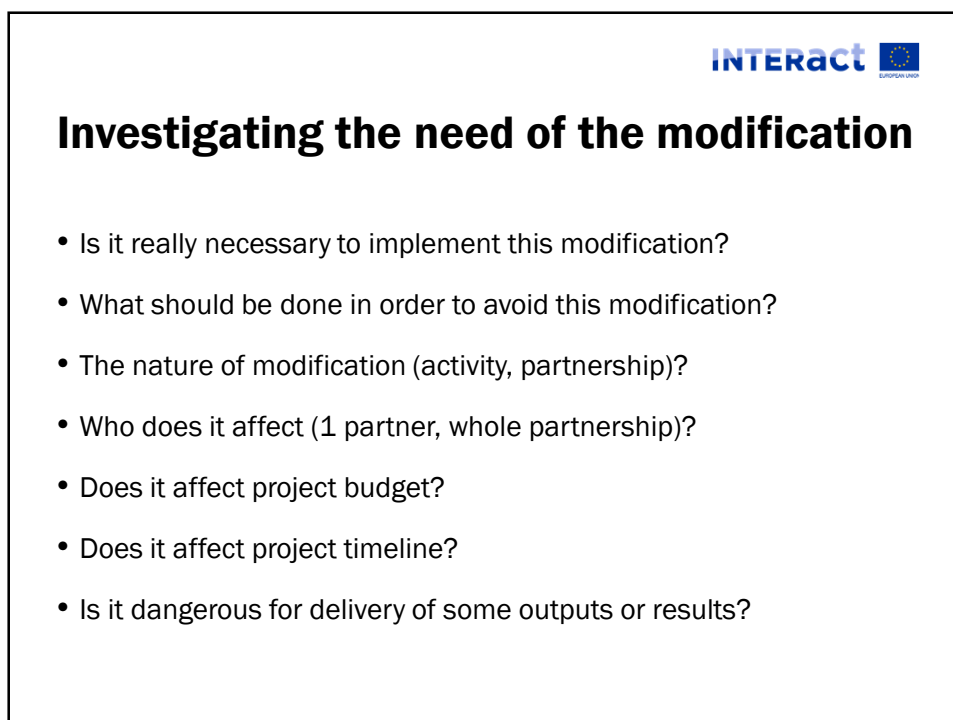 INTERact
EUROPEAN UNION
Investigating the need of the modification
• Is it really necessary to implement this modification?
• What should be done in order to avoid this modification?
• The nature of modification (activity, partnership)?
• Who does it affect (1 partner, whole partnership)?
• Does it affect project budget?
• Does it affect project timeline?
• Is it dangerous for delivery of some outputs or results?